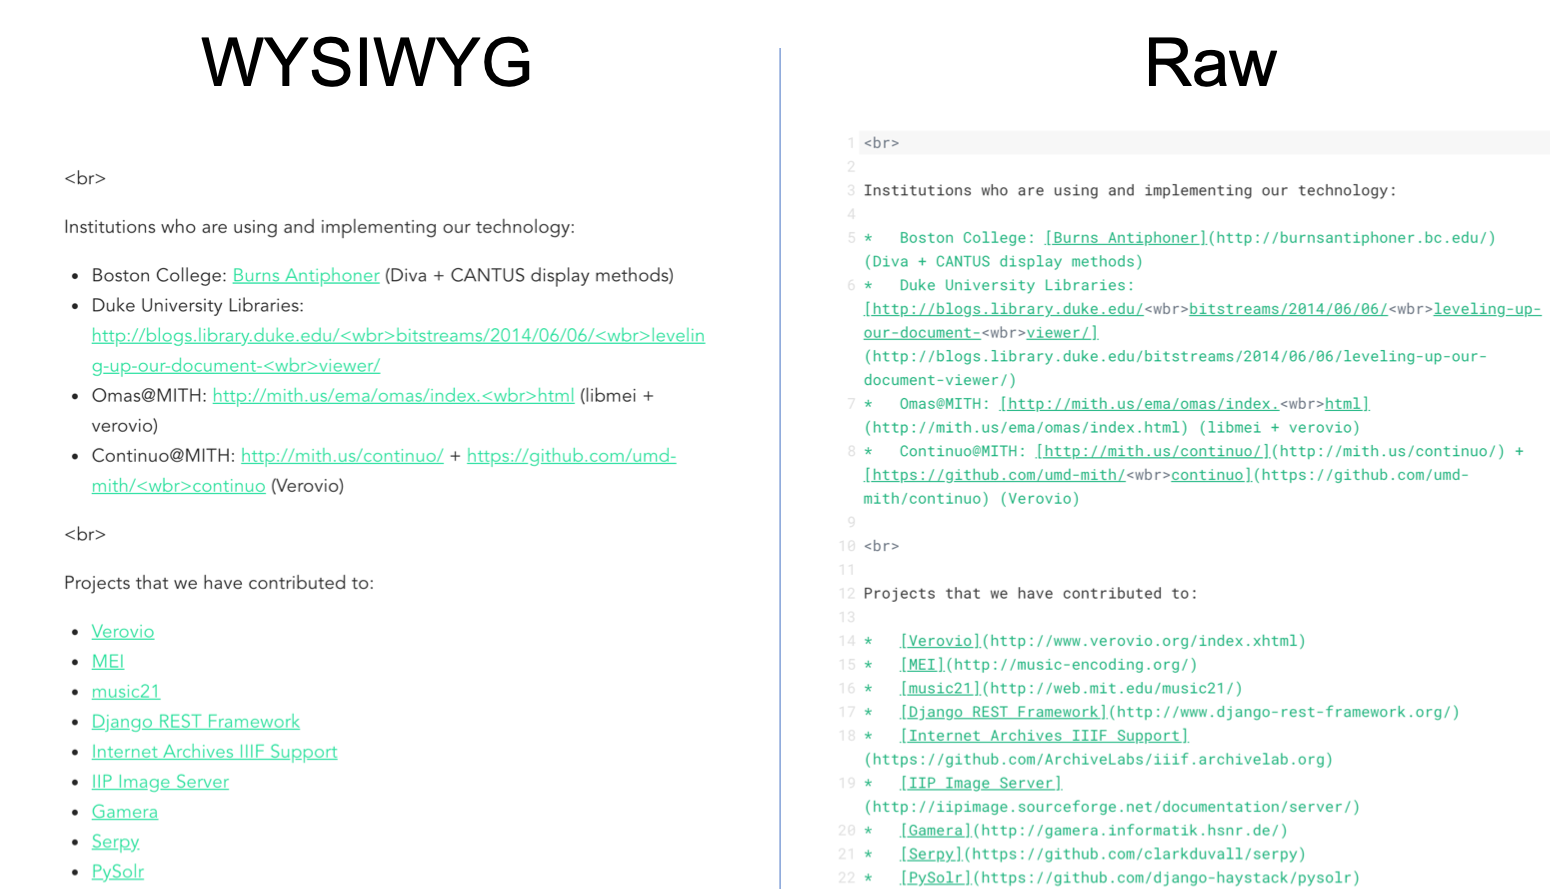 WYSIWYG
<br>
Institutions who are using and implementing our technology:
• Boston College: Burns Antiphoner (Diva + CANTUS display methods)
• Duke University Libraries:
http://blogs.library.duke.edu/<wbr>bitstreams/2014/06/06/<wbr>levelin
g-up-our-document-<wbr>viewer/
• Omas@MITH: http://mith.us/ema/omas/index.<wbr>html (libmei +
verovio)
• Continuo@MITH: http://mith.us/continuo/ + https://github.com/umd-
mith/<wbr>continuo (Verovio)
<br>
Projects that we have contributed to:
• Verovio
• MEI
• music21
• Django REST Framework
• Internet Archives IIIF Support
• IIP Image Server
• Gamera
• Serpy
• PySolr
Raw
1 <br>
2
3 Institutions who are using and implementing our technology:
4
5 *   Boston College: [Burns Antiphoner](http://burnsantiphoner.bc.edu/)
(Diva + CANTUS display methods)
6 *   Duke University Libraries:
[http://blogs.library.duke.edu/<wbr>bitstreams/2014/06/06/<wbr>leveling-up-
our-document-<wbr>viewer/]
(http://blogs.library.duke.edu/bitstreams/2014/06/06/leveling-up-our-
document-viewer/)
7 *   Omas@MITH: [http://mith.us/ema/omas/index.<wbr>html]
(http://mith.us/ema/omas/index.html) (libmei + verovio)
8 *   Continuo@MITH: [http://mith.us/continuo/](http://mith.us/continuo/) +
[https://github.com/umd-mith/<wbr>continuo](https://github.com/umd-
mith/continuo) (Verovio)
9
10 <br>
11
12 Projects that we have contributed to:
13
14 *   [Verovio](http://www.verovio.org/index.xhtml)
15 *   [MEI](http://music-encoding.org/)
16 *   [music21](http://web.mit.edu/music21/)
17 *   [Django REST Framework](http://www.django-rest-framework.org/)
18 *   [Internet Archives IIIF Support]
(https://github.com/ArchiveLabs/iiif.archivelab.org)
19 *   [IIP Image Server]
(http://iipimage.sourceforge.net/documentation/server/)
20 *   [Gamera](http://gamera.informatik.hsnr.de/)
21 *   [Serpy](https://github.com/clarkduvall/serpy)
22 *   [PySolr](https://github.com/django-haystack/pysolr)